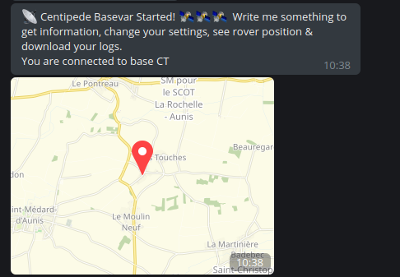 Centipede Basevar Started! Write me something to
get information, change your settings, see rover position &
download your logs.
You are connected to base CT
10:38
Le Pontreau
SM pour
le SCOT
La Rochelle
- Aunis
Touches
Beauregar
don
int-Médard-
d'Aunis
Le Moulin
Neuf
La Martinière
Badebec
10:38
Saint-Christop